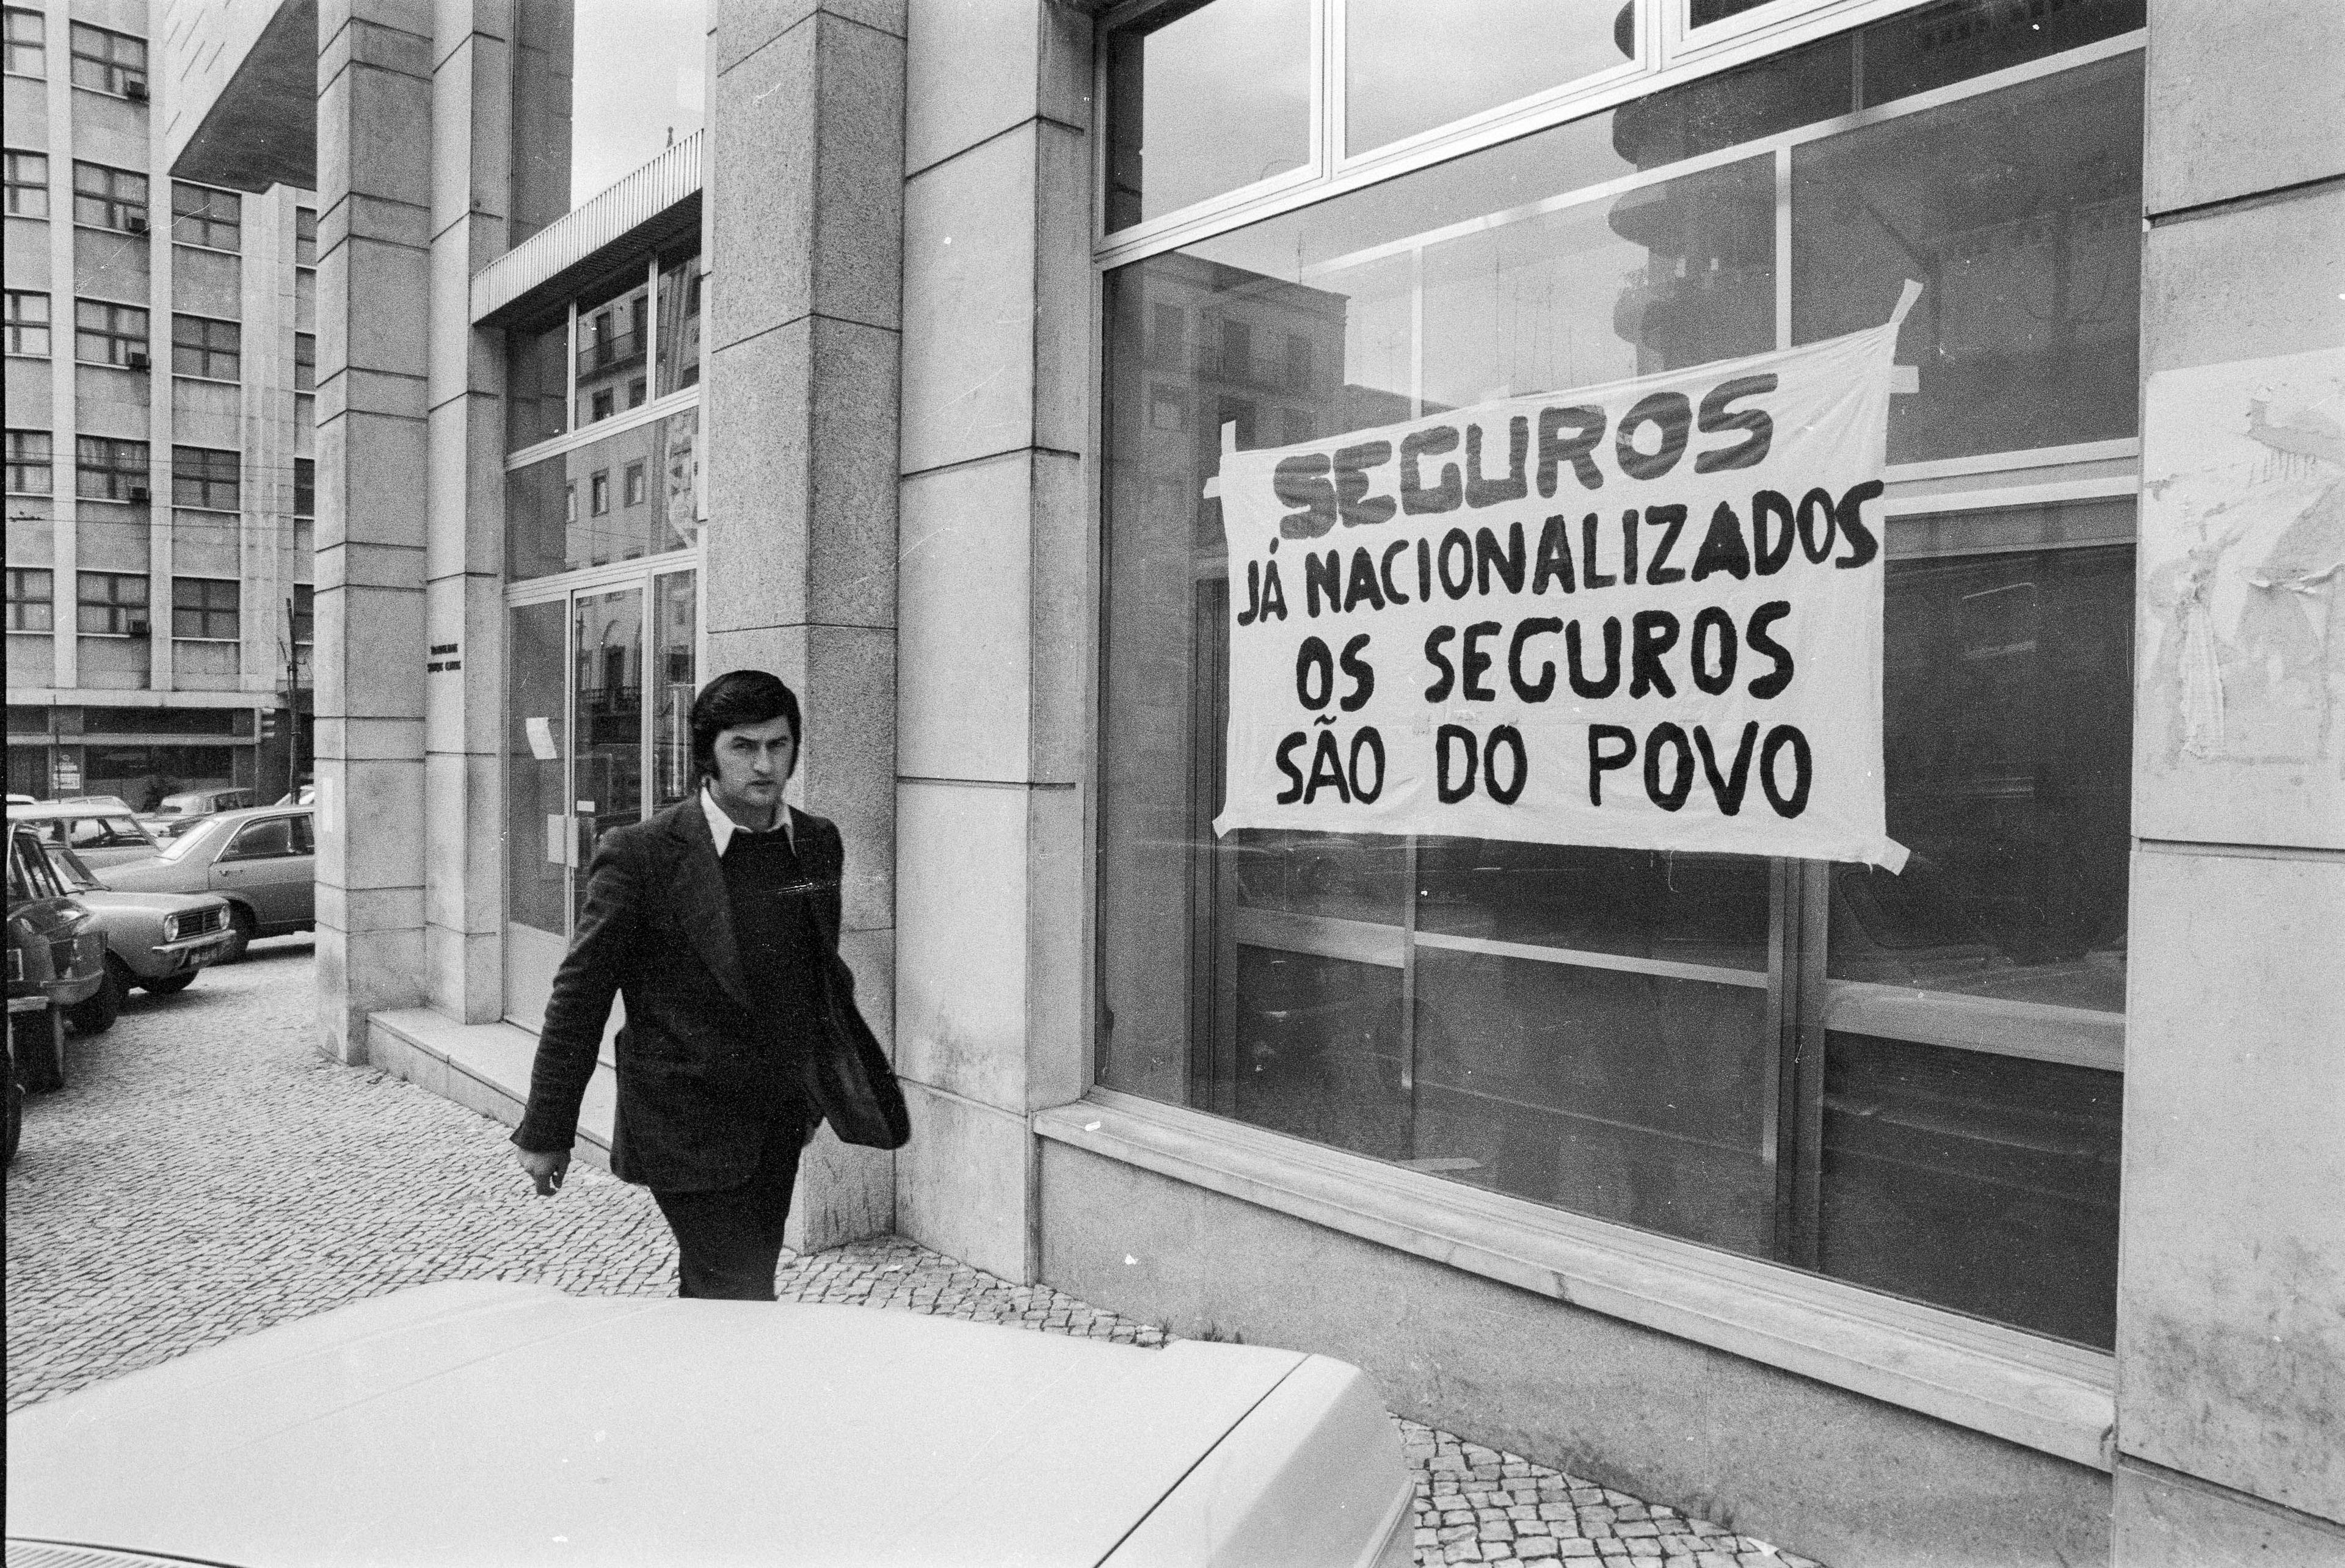 SEGUROS
JÁ NACIONALIZADOS
OS SEGUROS
SÃO DO POVO